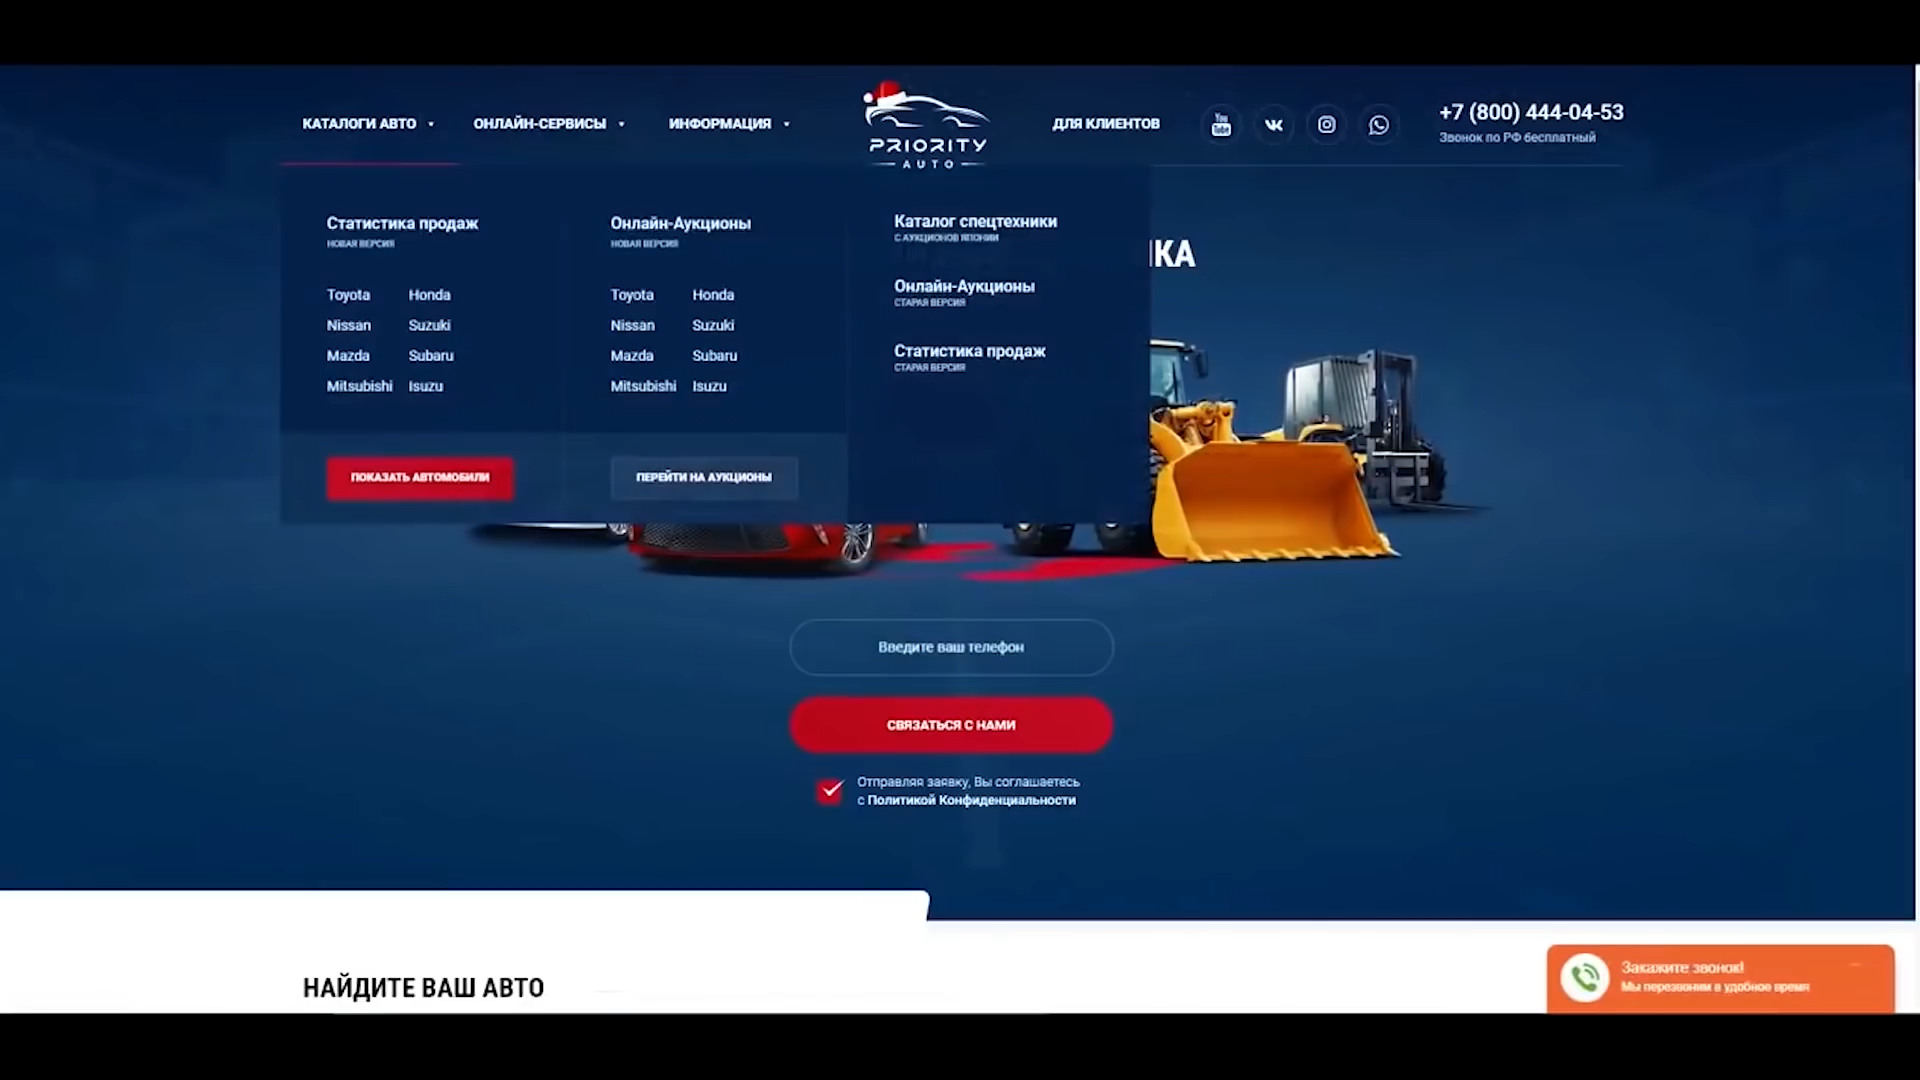 КАТАЛОГИ АВТО
ОНЛАЙН-СЕРВИСЫ
ИНФОРМАЦИЯ
PRIORITY
AUTO
ДЛЯ КЛИЕНТОВ
You
Tube
+7 (800) 444-04-53
Звонок по РФ бесплатный
Статистика продаж
НОВАЯ ВЕРСИЯ
Toyota Honda
Nissan Suzuki
Mazda Subaru
Mitsubishi Isuzu
ПОКАЗАТЬ АВТОМОБИЛИ
Онлайн-Аукционы
НОВАЯ ВЕРСИЯ
Toyota Honda
Nissan Suzuki
Mazda Subaru
Mitsubishi Isuzu
ПЕРЕЙТИ НА АУКЦИОНЫ
Каталог спецтехники
С АУКЦИОНОВ ЯПОНИИ
Онлайн-Аукционы
СТАРАЯ ВЕРСИЯ
Статистика продаж
СТАРАЯ ВЕРСИЯ
КА
Введите ваш телефон
СВЯЗАТЬСЯ С НАМИ
Отправляя заявку, Вы соглашаетесь
с Политикой Конфиденциальности
НАЙДИТЕ ВАШ АВТО
Закажите звонок!
Мы перезвоним в удобное время